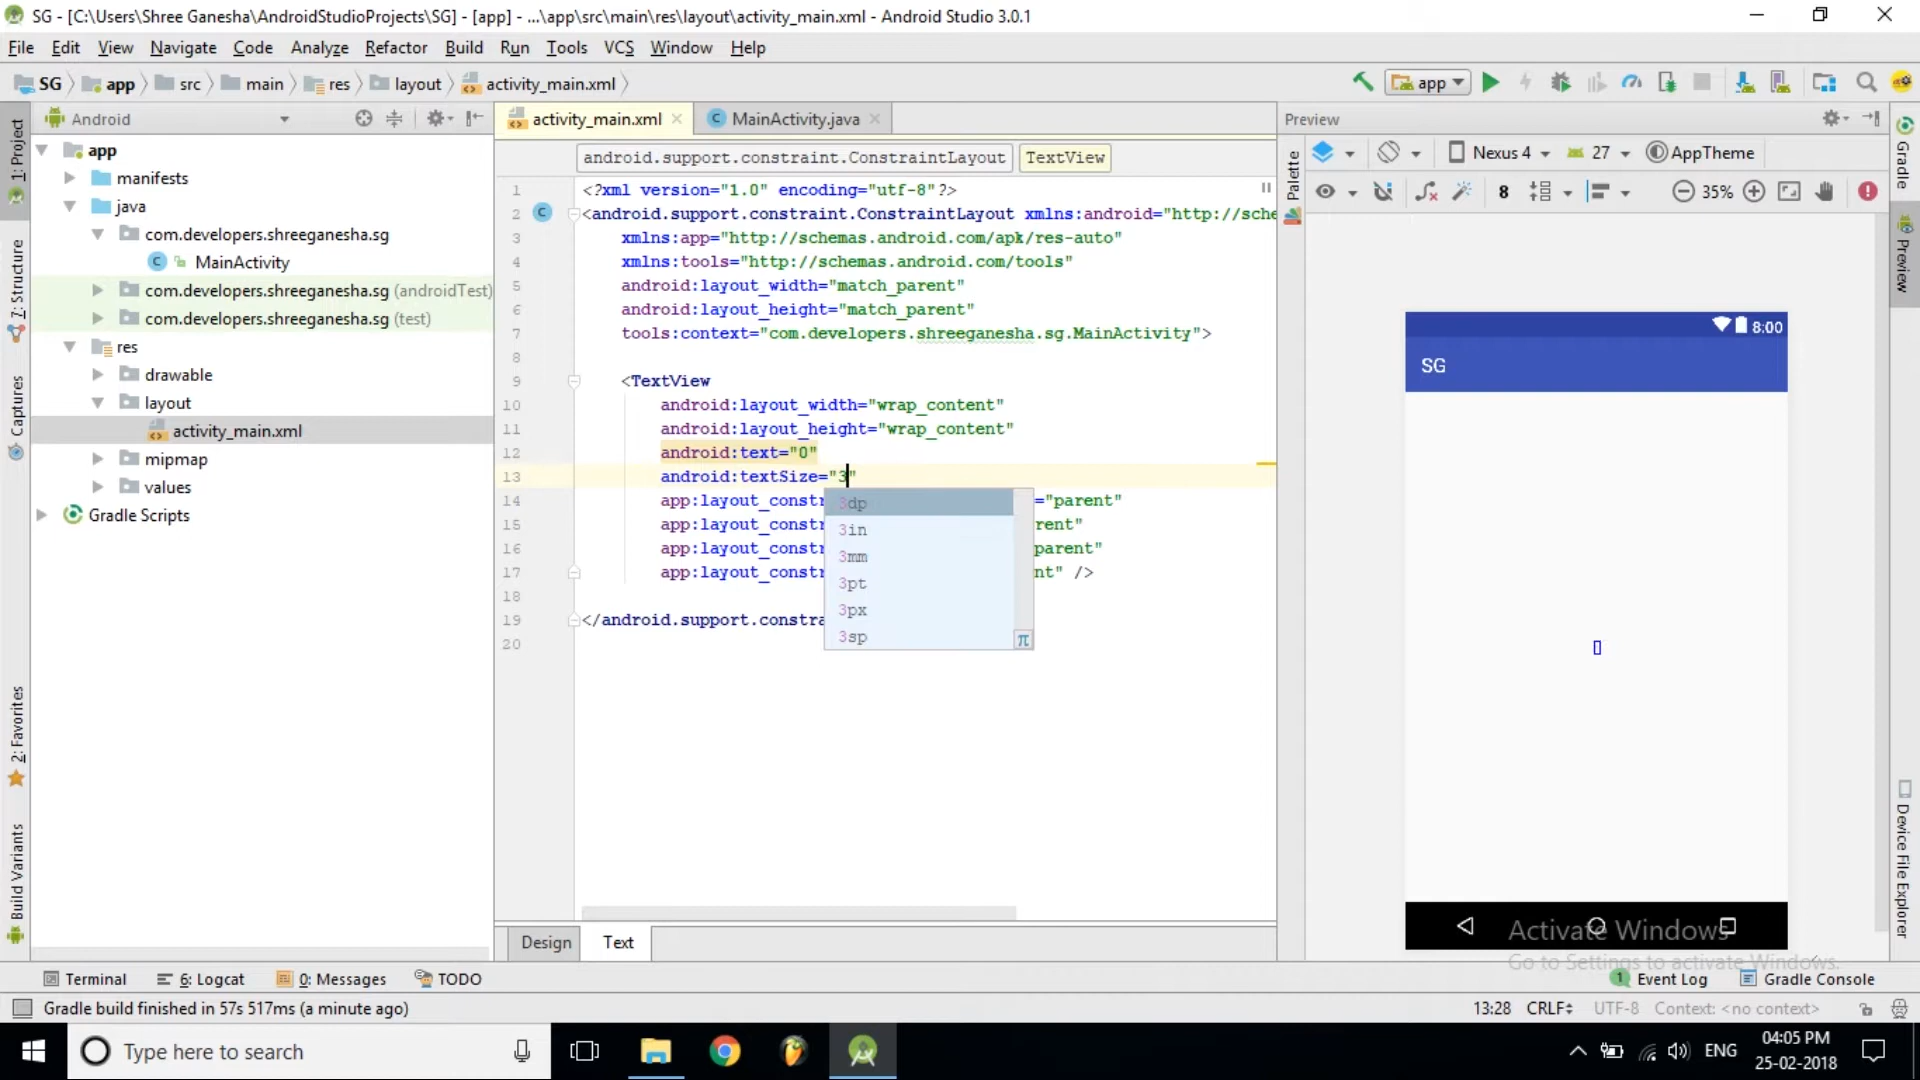 SG - [C:\Users\Shree Ganesha\AndroidStudioProjects\SG] - [app] - ...\app\src\main\res\layout\activity_main.xml - Android Studio 3.0.1
File Edit View Navigate Code Analyze Refactor Build Run Tools VCS Window Help
SG app src main res layout activity_main.xml
app
Android
activity_main.xml
MainActivity.java
Preview
android.support.constraint.ConstraintLayout TextView
Nexus 4 27 AppTheme
8 35%
1: Project
7: Structure
Captures
2: Favorites
Build Variants
app
manifests
java
com.developers.shreeganesha.sg
MainActivity
com.developers.shreeganesha.sg (androidTest)
com.developers.shreeganesha.sg (test)
res
drawable
layout
activity_main.xml
mipmap
values
Gradle Scripts
1 <?xml version="1.0" encoding="utf-8"?>
2 <android.support.constraint.ConstraintLayout xmlns:android="http://sche
3 xmlns:app="http://schemas.android.com/apk/res-auto"
4 xmlns:tools="http://schemas.android.com/tools"
5 android:layout_width="match_parent"
6 android:layout_height="match_parent"
7 tools:context="com.developers.shreeganesha.sg.MainActivity">
8
9 <TextView
10 android:layout_width="wrap_content"
11 android:layout_height="wrap_content"
12 android:text="0"
13 android:textSize="3"
14 app:layout_constr ="parent"
15 app:layout_constr rent"
16 app:layout_constr parent"
17 app:layout_constr nt" />
18
19 </android.support.constra
20
3dp
3in
3mm
3pt
3px
3sp
π
Design Text
Palette
8:00
SG
Gradle
Preview
Device File Explorer
Activate Windows
Go to Settings to activate Windows.
Terminal 6: Logcat 0: Messages TODO 1 Event Log Gradle Console
Gradle build finished in 57s 517ms (a minute ago) 13:28 CRLF UTF-8 Context: <no context>
Type here to search
ENG
04:05 PM
25-02-2018